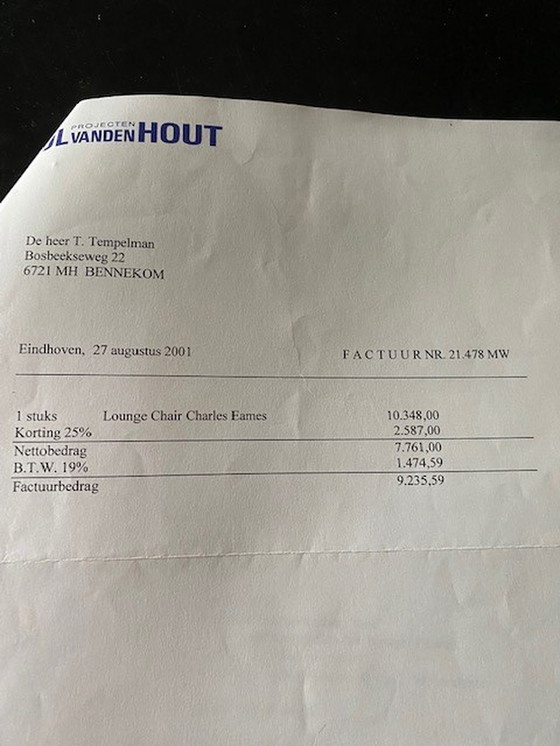 PROJECTEN
VANDEN HOUT
De heer T. Tempelman
Bosbeekseweg 22
6721 MH BENNEKOM
Eindhoven, 27 augustus 2001 FACTUUR NR. 21.478 MW
1 stuks Lounge Chair Charles Eames 10.348,00
Korting 25% 2.587,00
Nettobedrag 7.761,00
B.T.W. 19% 1.474,59
Factuurbedrag 9.235,59